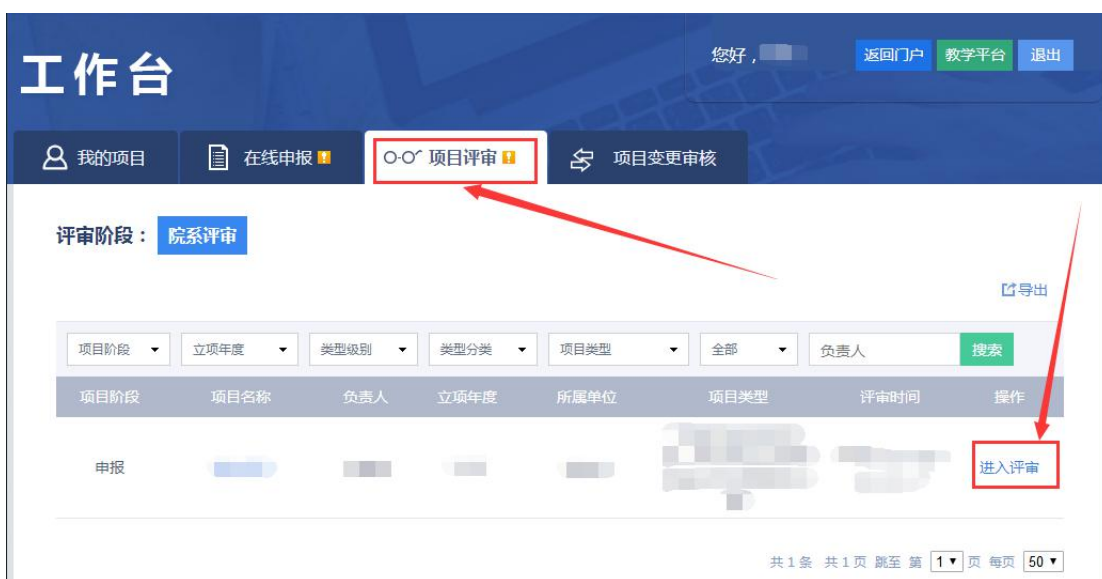 工作台
您好，
返回门户 教学平台 退出
我的项目 在线申报 项目评审 项目变更审核
评审阶段： 院系评审
导出
项目阶段 立项年度 类型级别 类型分类 项目类型 全部 负责人 搜索
项目阶段 项目名称 负责人 立项年度 所属单位 项目类型 评审时间 操作
申报 进入评审
共 1 条 共 1 页 跳至 第 1 页 每页 50